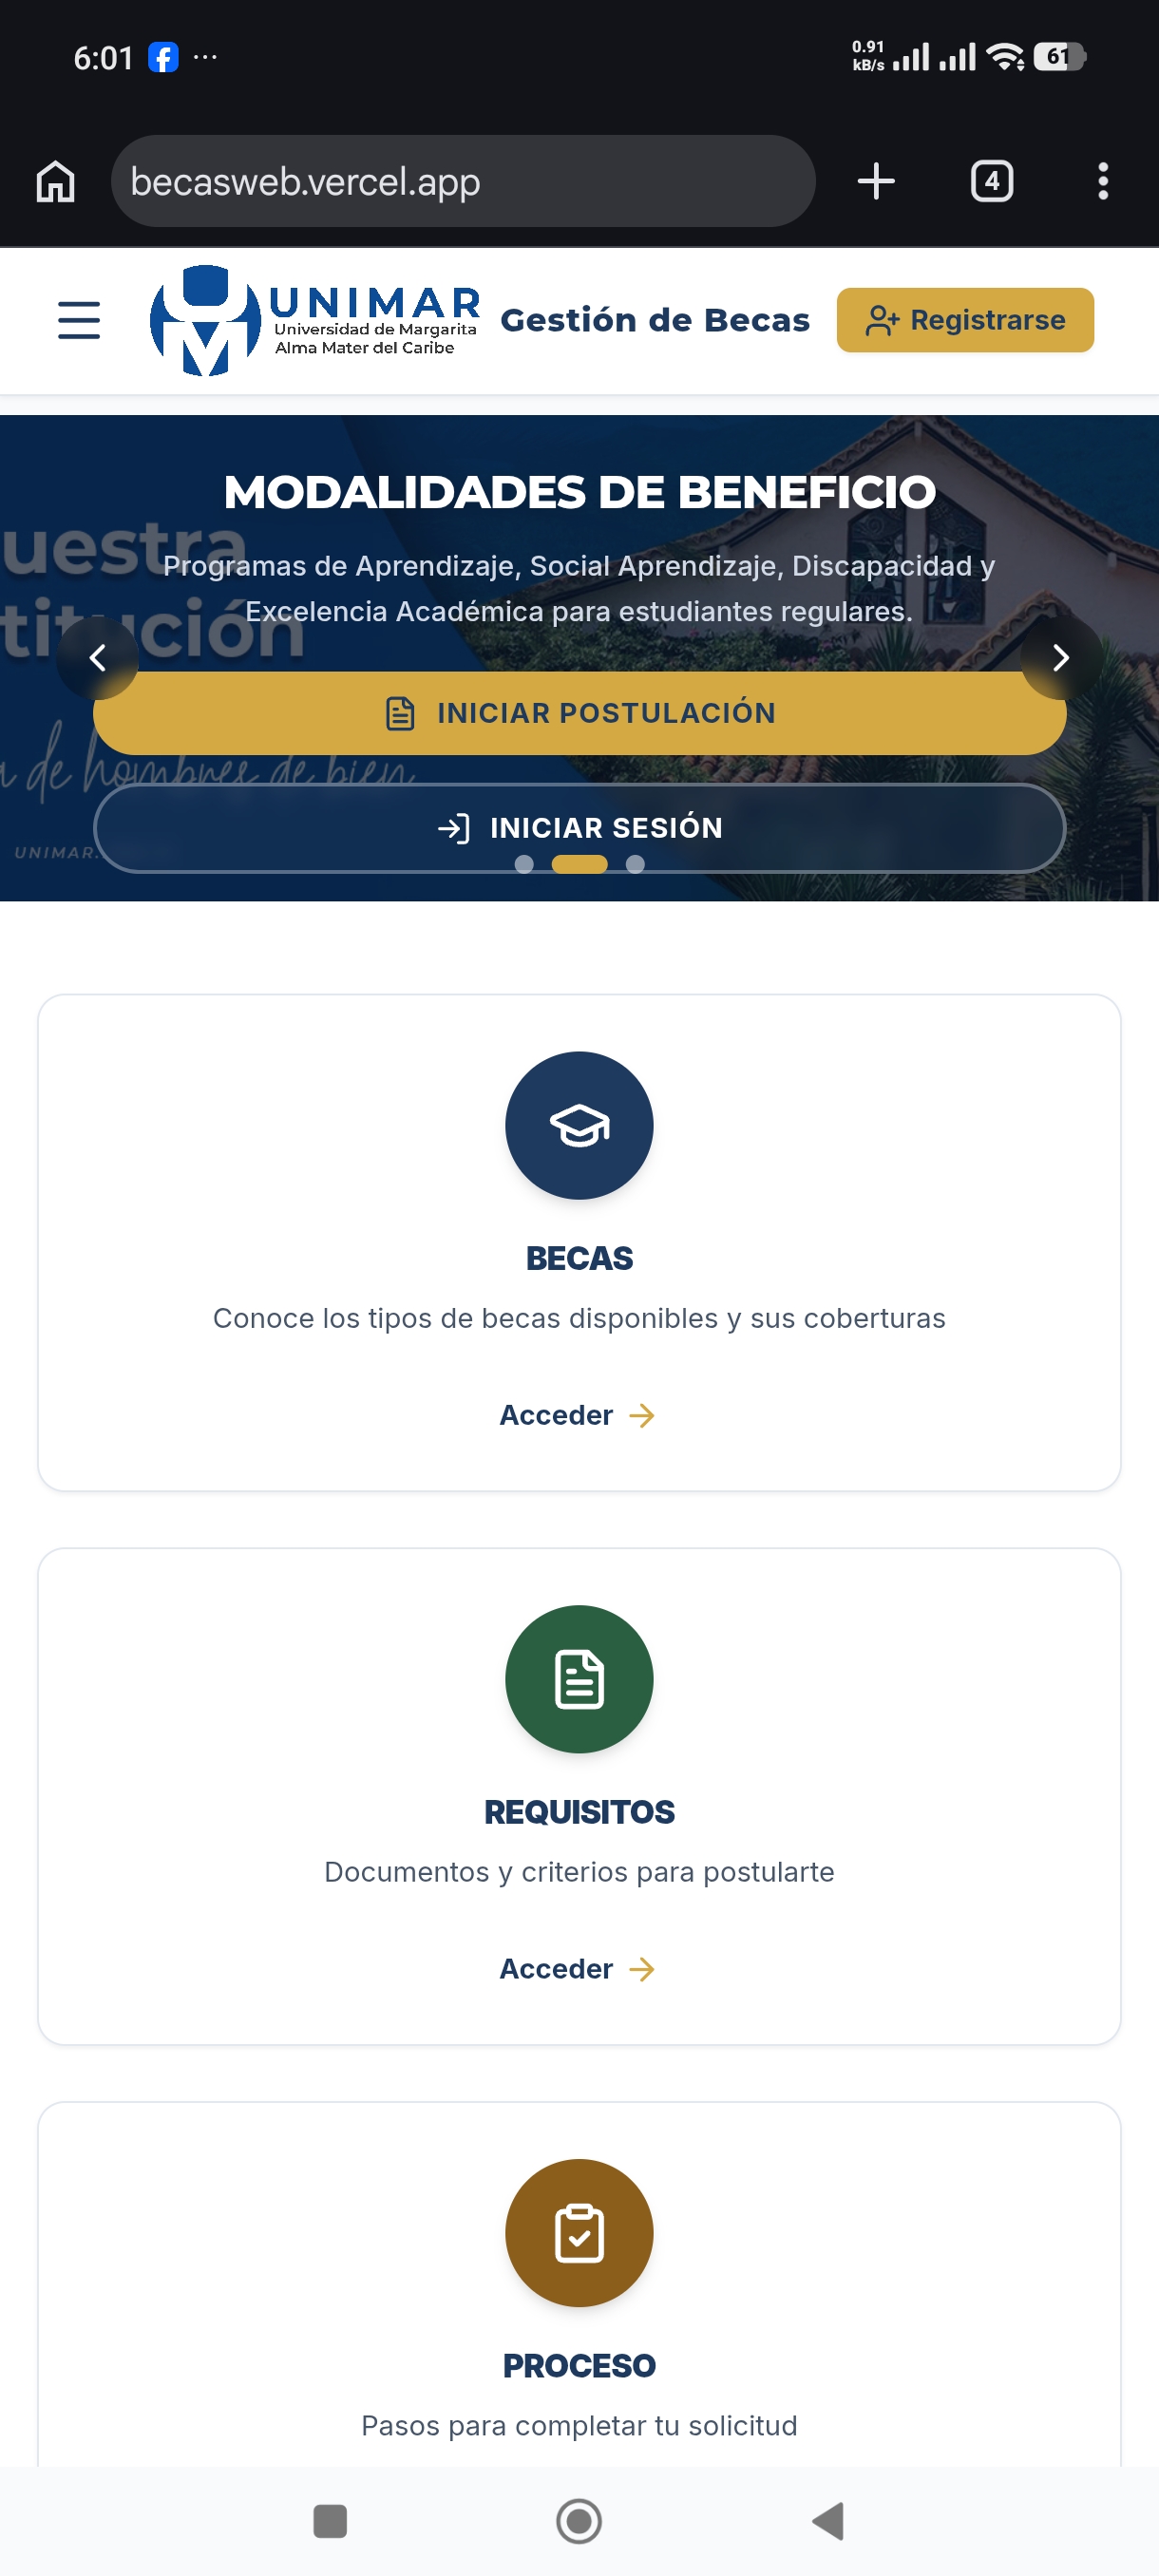 6:01
0.91
kB/s
61
becasweb.vercel.app
4
UNIMAR
Universidad de Margarita
Alma Mater del Caribe
Gestión de Becas
Registrarse
MODALIDADES DE BENEFICIO
uestra
Programas de Aprendizaje, Social Aprendizaje, Discapacidad y
titución
Excelencia Académica para estudiantes regulares.
INICIAR POSTULACIÓN
a de hombres de bien
INICIAR SESIÓN
UNIMAR.
BECAS
Conoce los tipos de becas disponibles y sus coberturas
Acceder
REQUISITOS
Documentos y criterios para postularte
Acceder
PROCESO
Pasos para completar tu solicitud